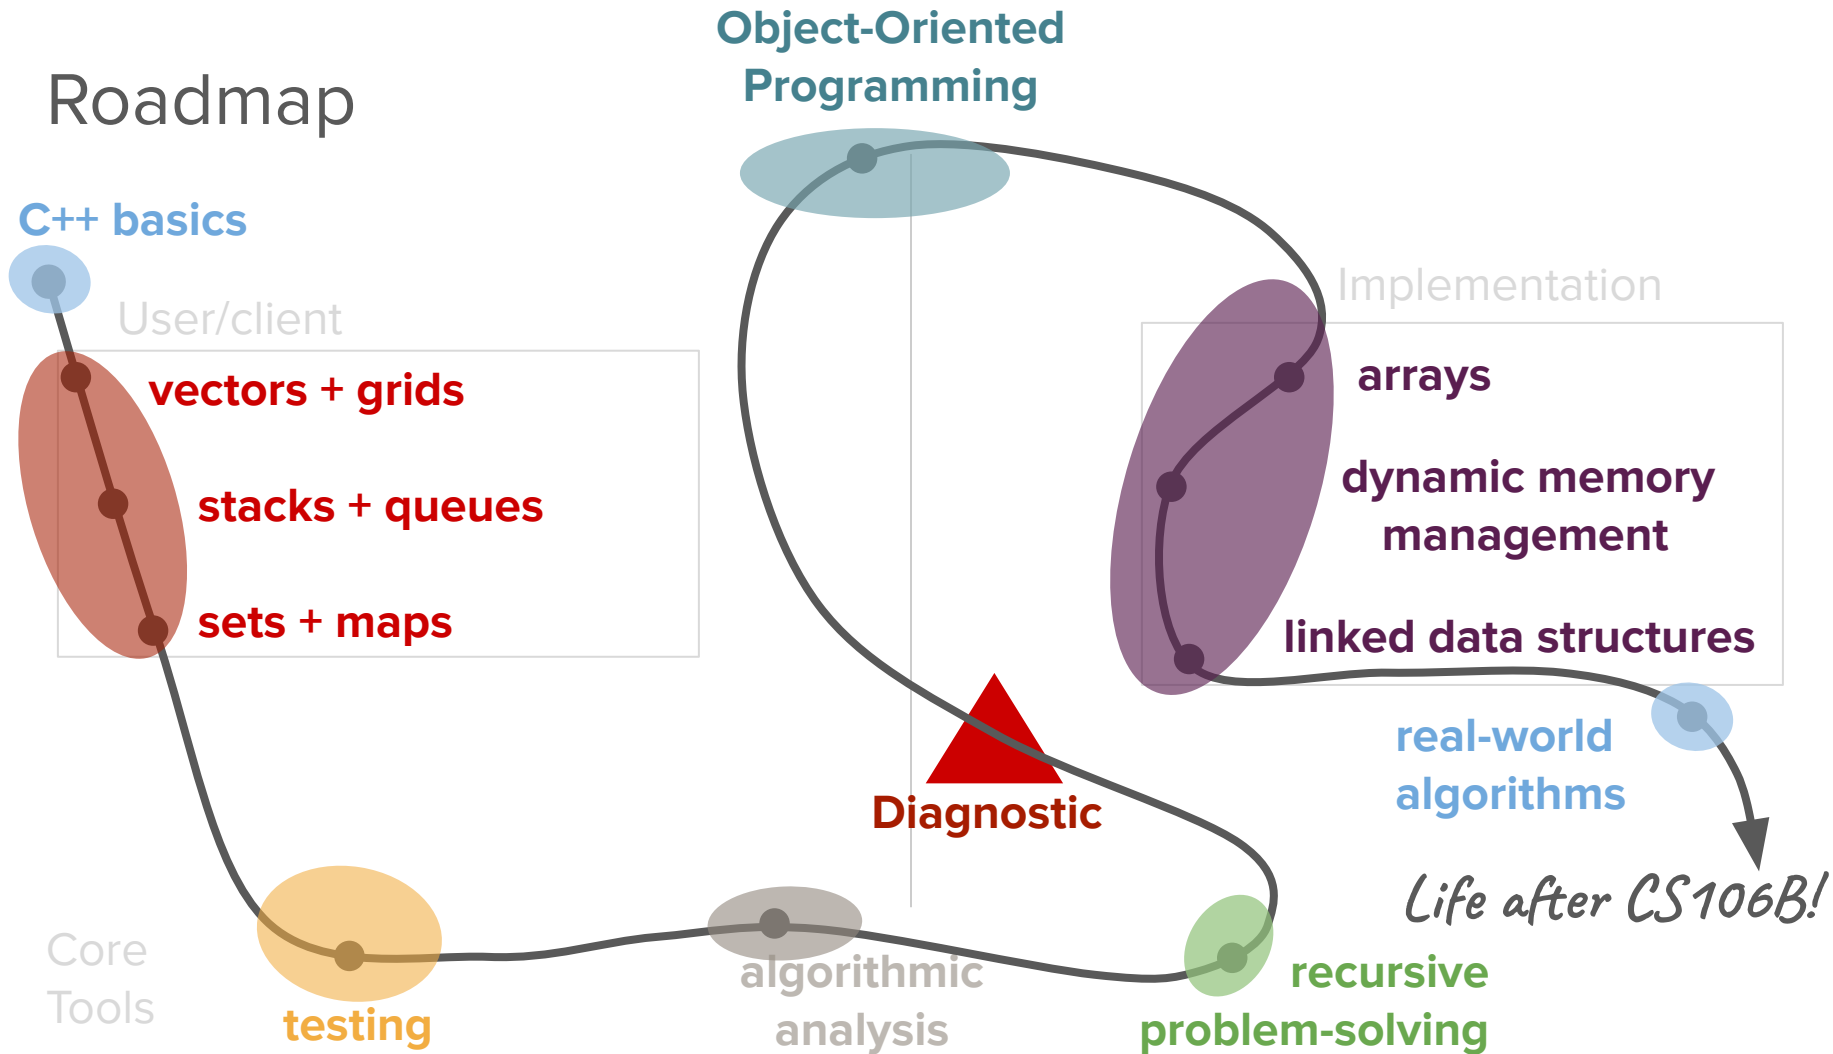 Roadmap
Object-Oriented
Programming
C++ basics
User/client
vectors + grids
stacks + queues
sets + maps
Implementation
arrays
dynamic memory
management
linked data structures
Diagnostic
real-world
algorithms
Life after CS106B!
Core
Tools
testing
algorithmic
analysis
recursive
problem-solving